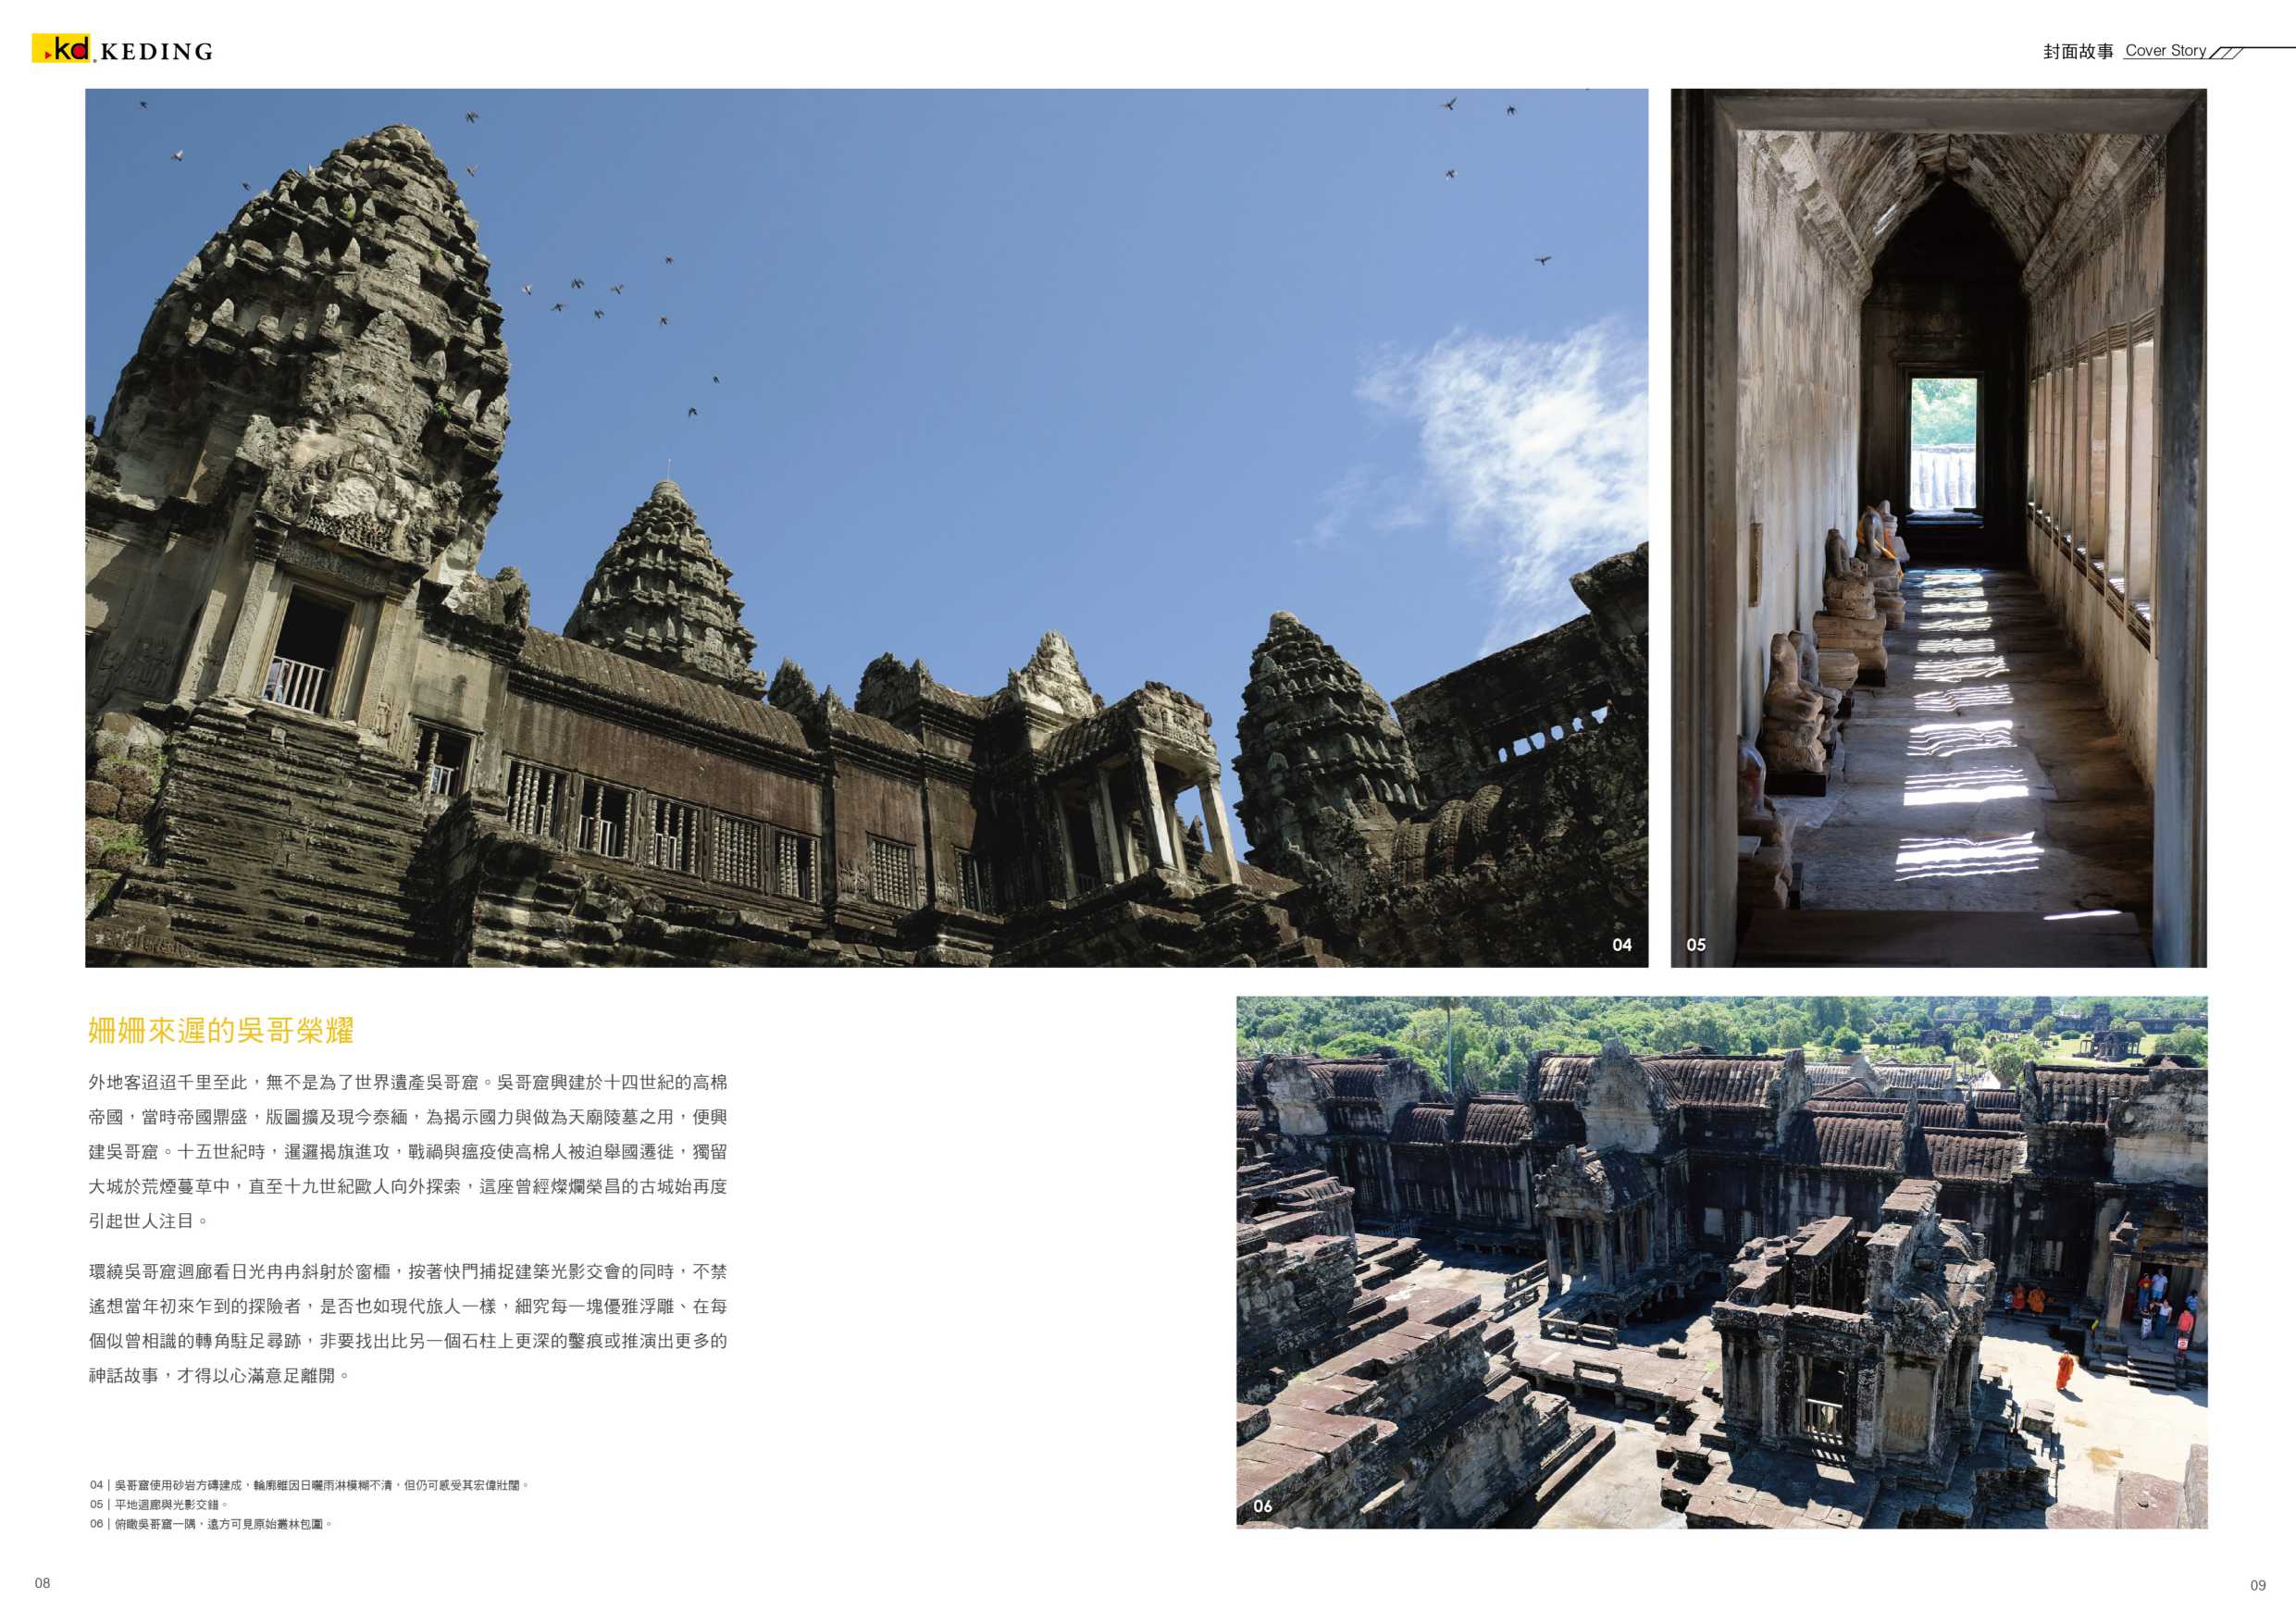 kd KEDING
封面故事 Cover Story
04
05
姍姍來遲的吳哥榮耀
外地客迢迢千里至此，無不是為了世界遺產吳哥窟。吳哥窟興建於十四世紀的高棉
帝國，當時帝國鼎盛，版圖擴及現今泰緬，為揭示國力與做為天廟陵墓之用，便興
建吳哥窟。十五世紀時，暹邏揭旗進攻，戰禍與瘟疫使高棉人被迫舉國遷徙，獨留
大城於荒煙蔓草中，直至十九世紀歐人向外探索，這座曾經燦爛榮昌的古城始再度
引起世人注目。
環繞吳哥窟迴廊看日光冉冉斜射於窗櫺，按著快門捕捉建築光影交會的同時，不禁
遙想當年初來乍到的探險者，是否也如現代旅人一樣，細究每一塊優雅浮雕、在每
個似曾相識的轉角駐足尋跡，非要找出比另一個石柱上更深的鑿痕或推演出更多的
神話故事，才得以心滿意足離開。
04｜吳哥窟使用砂岩方磚建成，輪廓雖因日曬雨淋模糊不清，但仍可感受其宏偉壯闊。
05｜平地迴廊與光影交錯。
06｜俯瞰吳哥窟一隅，遠方可見原始叢林包圍。
06
08
09